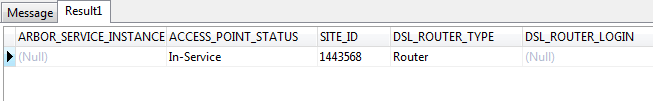 Message Result1
ARBOR_SERVICE_INSTANCE ACCESS_POINT_STATUS SITE_ID DSL_ROUTER_TYPE DSL_ROUTER_LOGIN
(Null) In-Service 1443568 Router (Null)